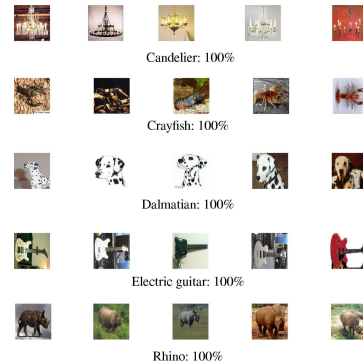 Candelier: 100%
Crayfish: 100%
Dalmatian: 100%
Electric guitar: 100%
Rhino: 100%